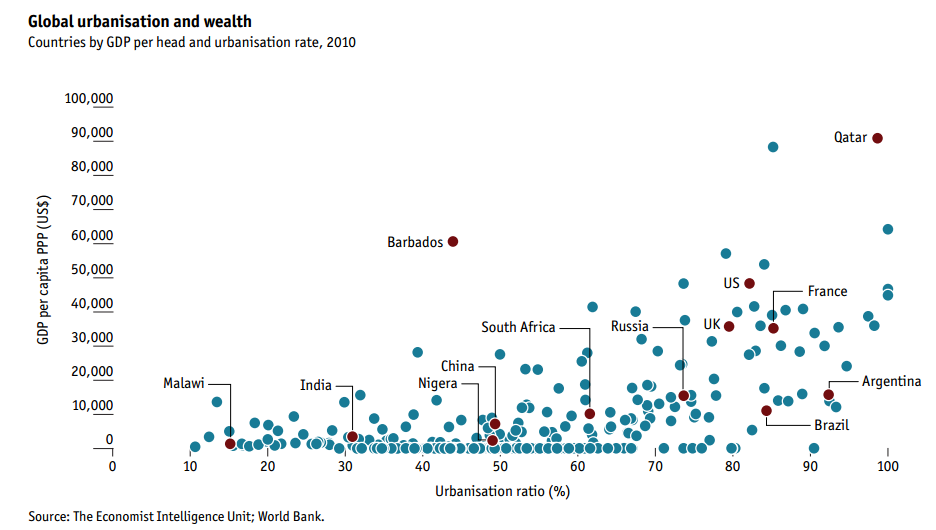 Global urbanisation and wealth
Countries by GDP per head and urbanisation rate, 2010
GDP per capita PPP (US$)
100,000
90,000
80,000
70,000
60,000
50,000
40,000
30,000
20,000
10,000
0
Qatar
Barbados
US
France
UK
South Africa
Russia
China
Nigera
Malawi
India
Argentina
Brazil
0
10
20
30
40
50
60
70
80
90
100
Urbanisation ratio (%)
Source: The Economist Intelligence Unit; World Bank.